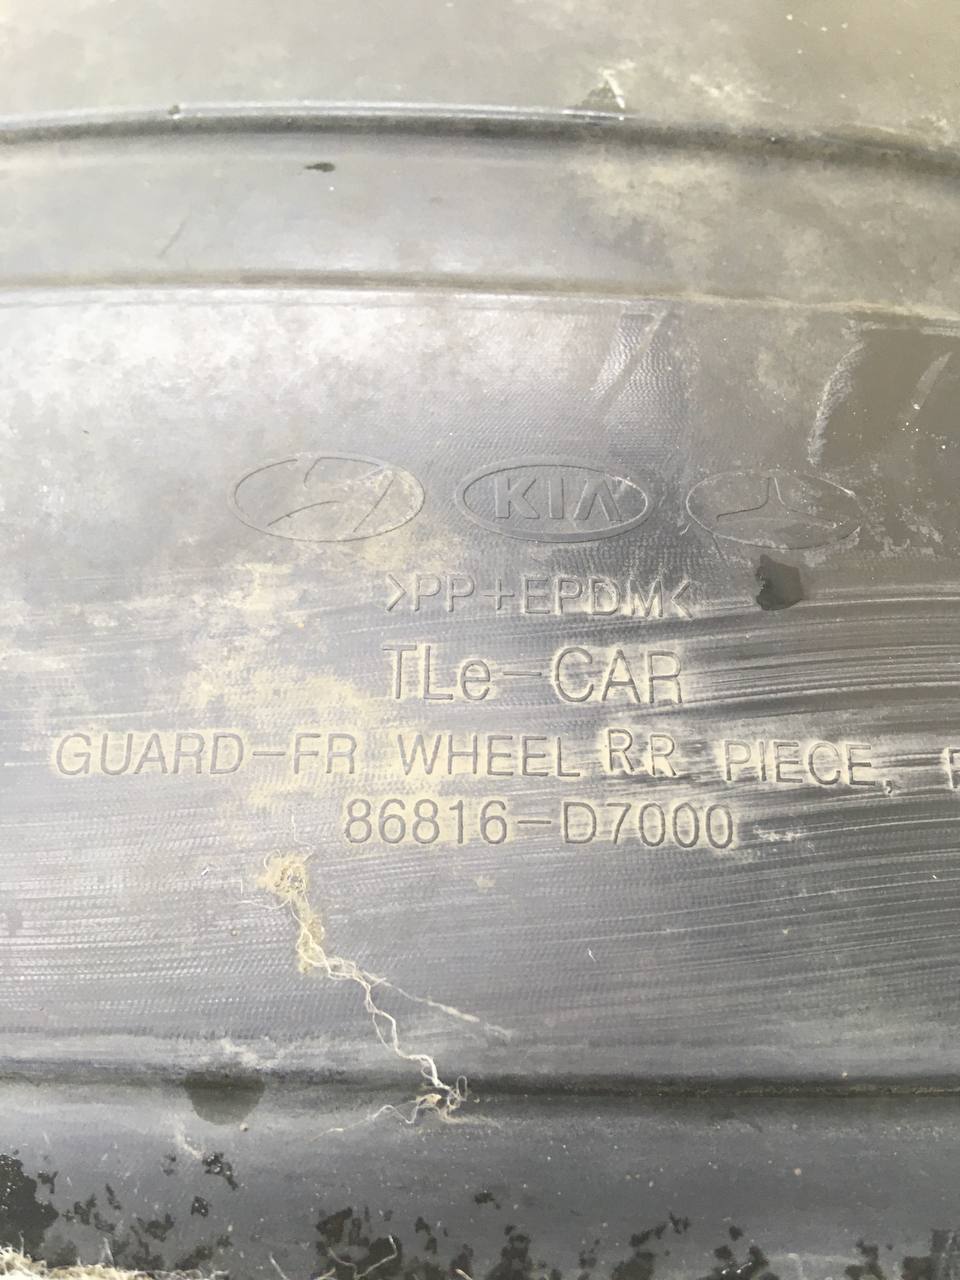 KIA
>PP+EPDM<
TLe-CAR
GUARD-FR WHEEL RR PIECE,
86816-D7000